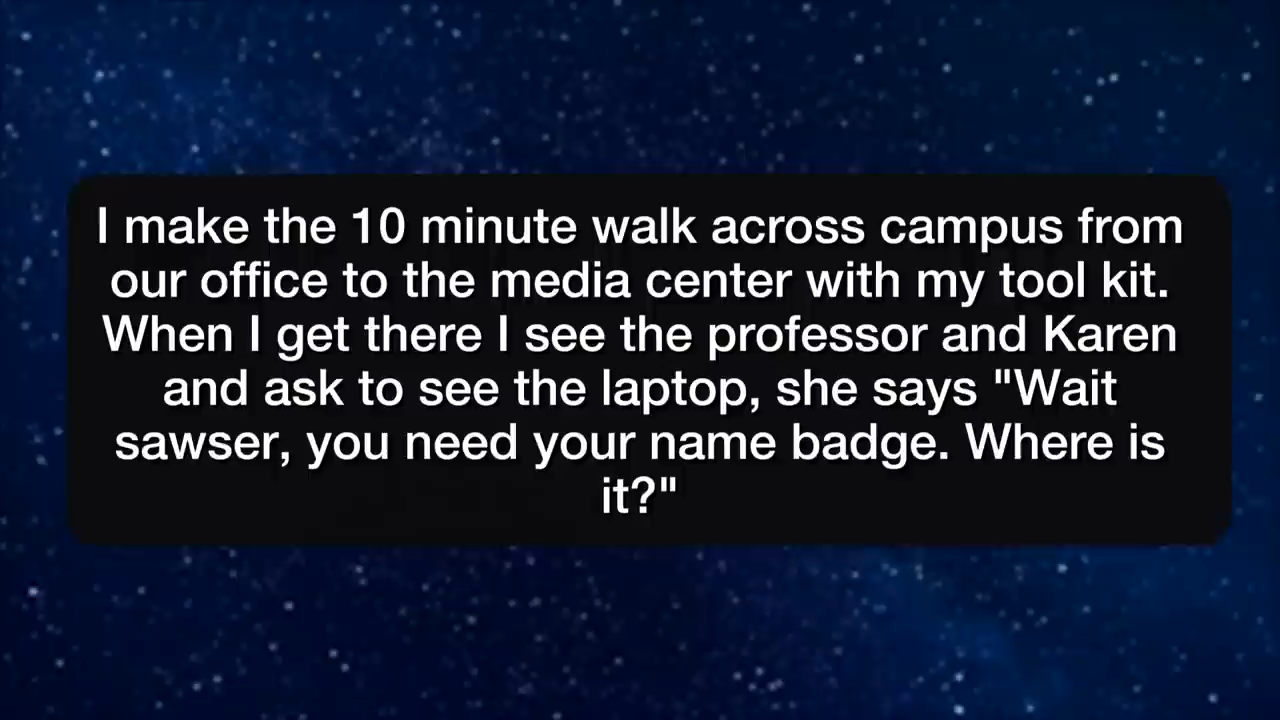 I make the 10 minute walk across campus from
our office to the media center with my tool kit.
When I get there I see the professor and Karen
and ask to see the laptop, she says "Wait
sawser, you need your name badge. Where is
it?"